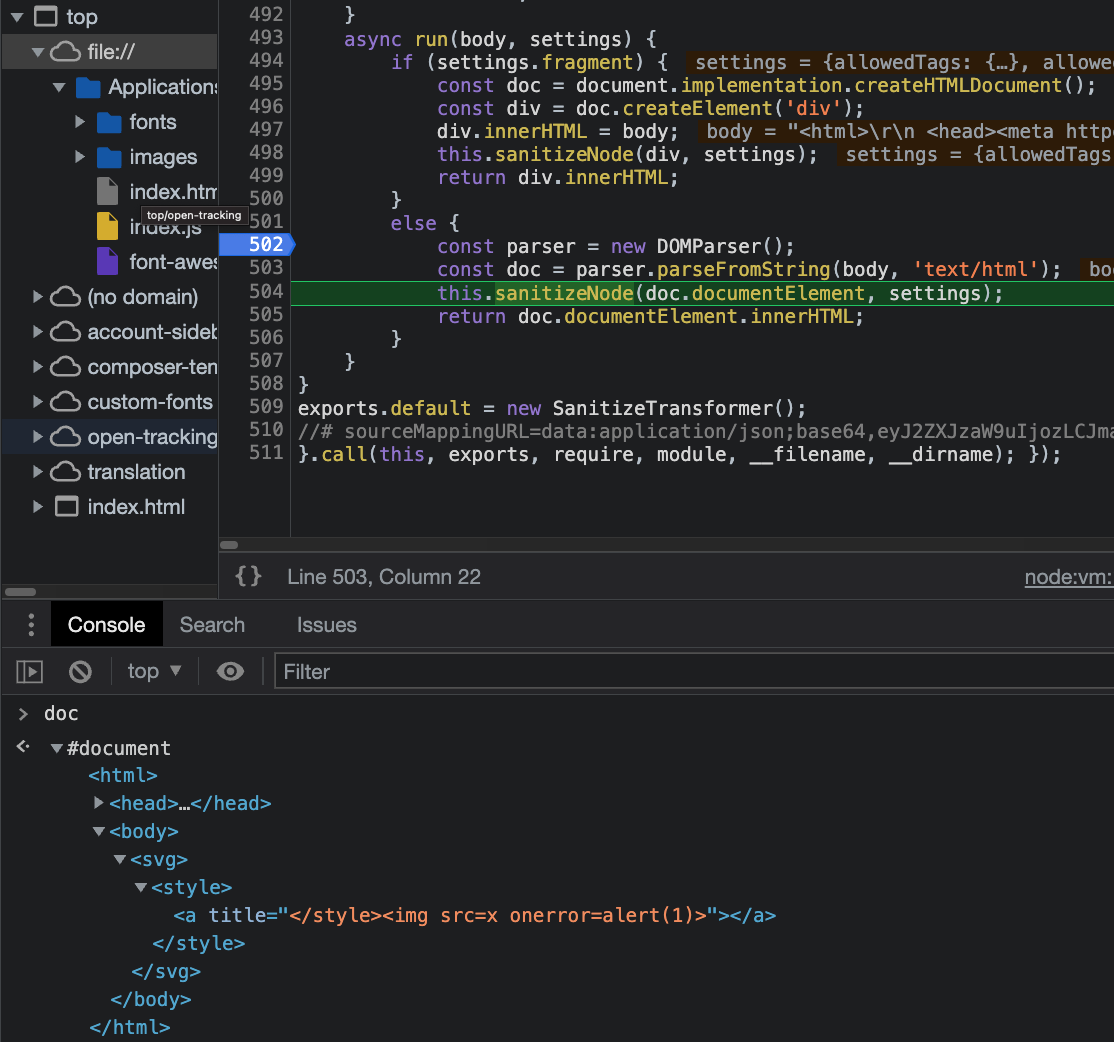 top
file://
Applications
fonts
images
index.htm
top/open-tracking
index.js
font-awes
(no domain)
account-sideb
composer-tem
custom-fonts
open-tracking
translation
index.html
492 }
493 async run(body, settings) {
494 if (settings.fragment) { settings = {allowedTags: {…}, allowe
495 const doc = document.implementation.createHTMLDocument();
496 const div = doc.createElement('div');
497 div.innerHTML = body; body = "<html>\r\n <head><meta http
498 this.sanitizeNode(div, settings); settings = {allowedTags
499 return div.innerHTML;
500 }
501 else {
502 const parser = new DOMParser();
503 const doc = parser.parseFromString(body, 'text/html'); bo
504 this.sanitizeNode(doc.documentElement, settings);
505 return doc.documentElement.innerHTML;
506 }
507 }
508 }
509 exports.default = new SanitizeTransformer();
510 //# sourceMappingURL=data:application/json;base64,eyJ2ZXJzaW9uIjozLCJma
511 }.call(this, exports, require, module, __filename, __dirname); });
{} Line 503, Column 22 node:vm:
Console Search Issues
top ▼ Filter
> doc
#document
<html>
<head>…</head>
<body>
<svg>
<style>
<a title="</style><img src=x onerror=alert(1)>"></a>
</style>
</svg>
</body>
</html>